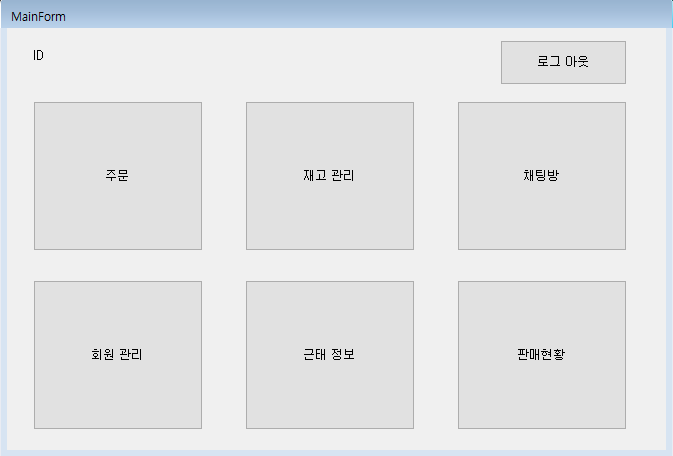 MainForm
ID
로그 아웃
주문
재고 관리
채팅방
회원 관리
근태 정보
판매현황